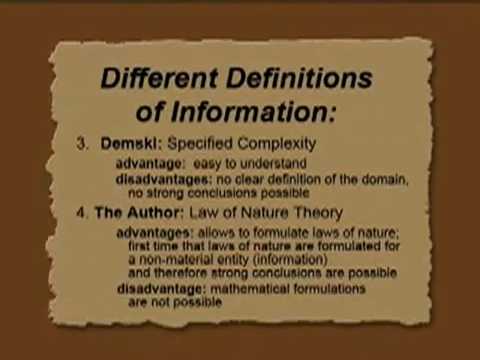 Different Definitions
of Information:
3. Demski: Specified Complexity
advantage: easy to understand
disadvantages: no clear definition of the domain,
no strong conclusions possible
4. The Author: Law of Nature Theory
advantages: allows to formulate laws of nature;
first time that laws of nature are formulated for
a non-material entity (information)
and therefore strong conclusions are possible
disadvantage: mathematical formulations
are not possible